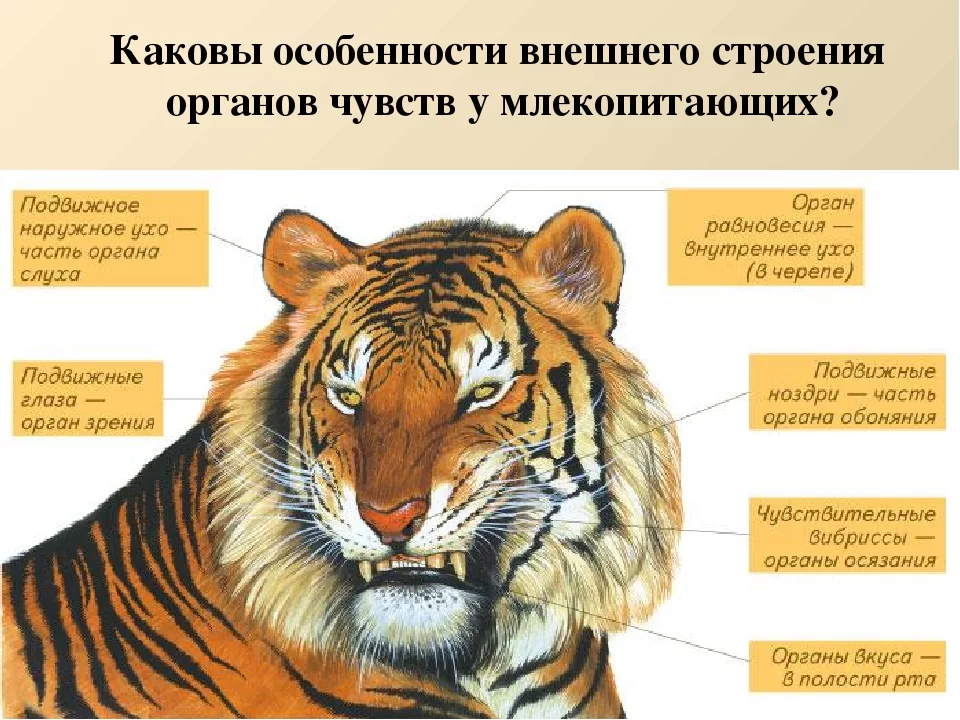 Каковы особенности внешнего строения
органов чувств у млекопитающих?
Подвижное
наружное ухо —
часть органа
слуха
Орган
равновесия —
внутреннее ухо
(в черепе)
Подвижные
глаза —
орган зрения
Подвижные
ноздри — часть
органа обоняния
Чувствительные
вибриссы —
органы осязания
Органы вкуса —
в полости рта